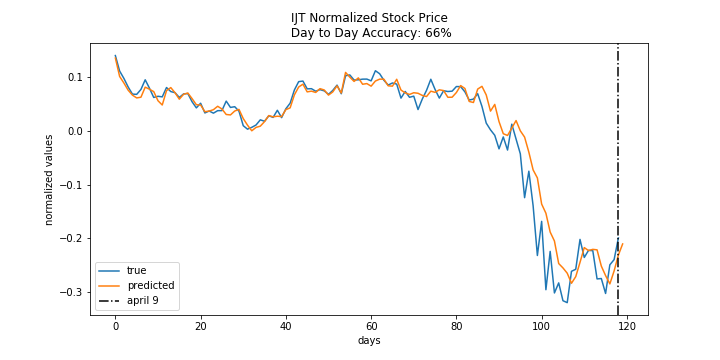 IJT Normalized Stock Price
Day to Day Accuracy: 66%
normalized values
0.1
0.0
−0.1
−0.2
−0.3
true
predicted
april 9
0
20
40
60
80
100
120
days